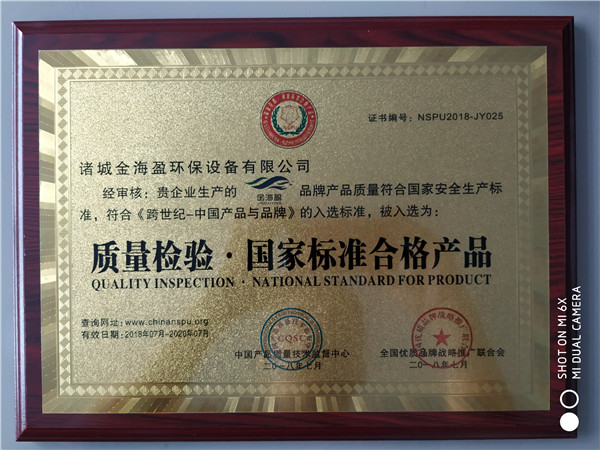 证书编号：NSPU2018-JY025
诸城金海盈环保设备有限公司
经审核：贵企业生产的 金海盈 品牌产品质量符合国家安全生产标
准，符合《跨世纪-中国产品与品牌》的入选标准，被入选为：
质量检验·国家标准合格产品
QUALITY INSPECTION · NATIONAL STANDARD FOR PRODUCT
查询网址:www.chinanspu.org
有效日期:2018年07月-2020年07月
CQSC
中国产品质量技术监督中心
二〇一八年七月
全国优质品牌战略推广联合会
二〇一八年七月
SHOT ON MI 6X
MI DUAL CAMERA